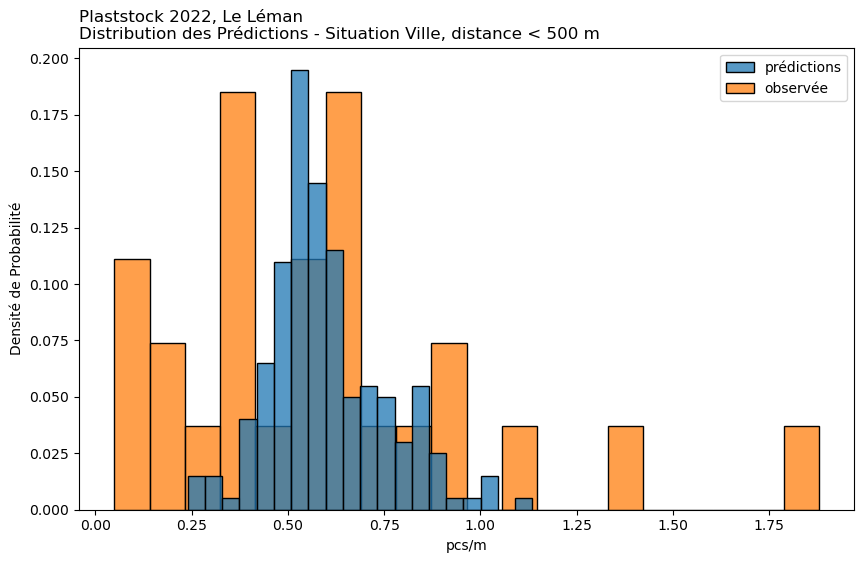 Plaststock 2022, Le Léman
Distribution des Prédictions - Situation Ville, distance < 500 m
prédictions
observée
Densité de Probabilité
0.200
0.175
0.150
0.125
0.100
0.075
0.050
0.025
0.000
0.00 0.25 0.50 0.75 1.00 1.25 1.50 1.75
pcs/m